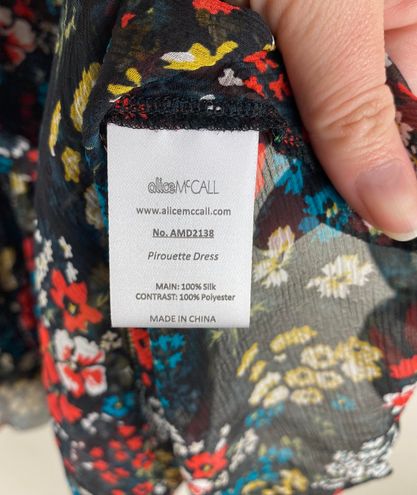 aliceMcCALL
www.alicemccall.com
No. AMD2138
Pirouette Dress
MAIN: 100% Silk
CONTRAST: 100% Polyester
MADE IN CHINA